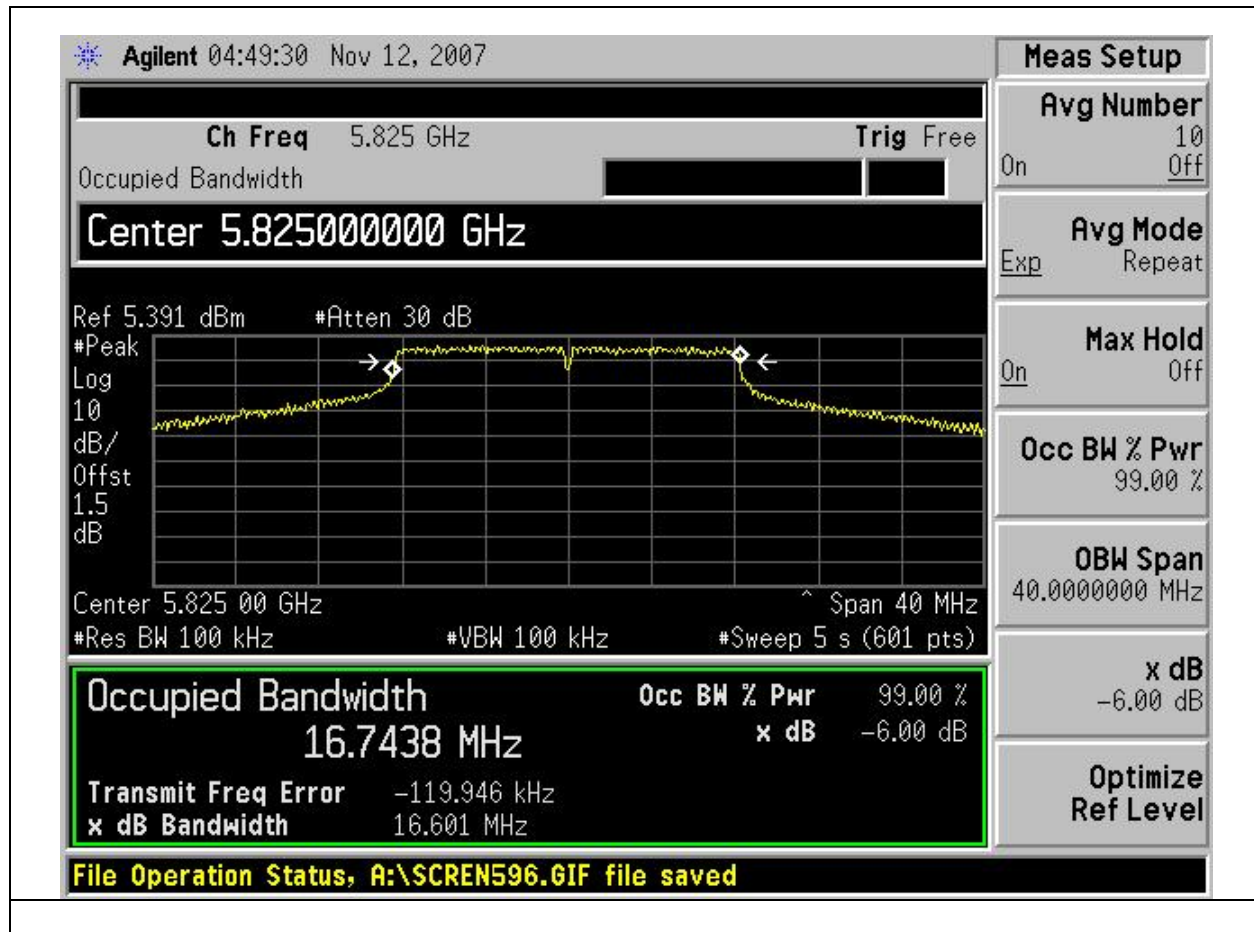 Agilent 04:49:30 Nov 12, 2007
Ch Freq 5.825 GHz Trig Free
Occupied Bandwidth
Center 5.825000000 GHz
Ref 5.391 dBm #Atten 30 dB
#Peak
Log
10
dB/
Offst
1.5
dB
Center 5.825 00 GHz ^ Span 40 MHz
#Res BW 100 kHz #VBW 100 kHz #Sweep 5 s (601 pts)
Occupied Bandwidth
16.7438 MHz
Occ BW % Pwr 99.00 %
x dB -6.00 dB
Transmit Freq Error -119.946 kHz
x dB Bandwidth 16.601 MHz
File Operation Status, A:\SCREN596.GIF file saved
Meas Setup
Avg Number
10
On Off
Avg Mode
Exp Repeat
Max Hold
On Off
Occ BW % Pwr
99.00 %
OBW Span
40.0000000 MHz
x dB
-6.00 dB
Optimize
Ref Level